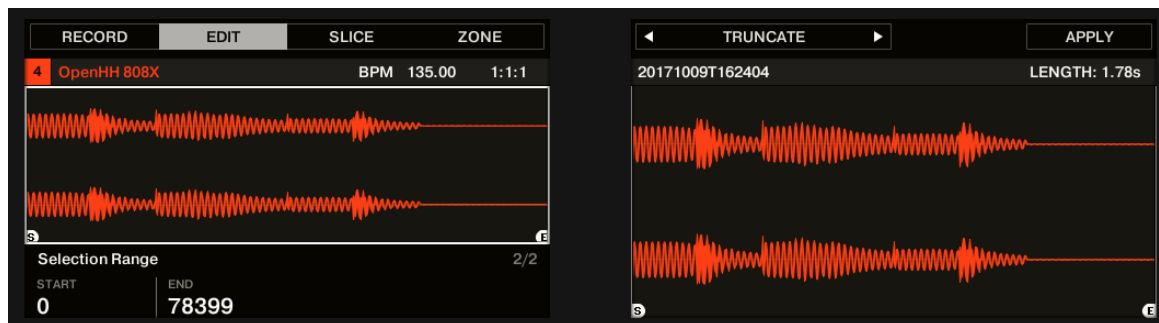 RECORD EDIT SLICE ZONE
4 OpenHH 808X BPM 135.00 1:1:1
S E
Selection Range 2/2
START END
0 78399
◀ TRUNCATE ▶ APPLY
20171009T162404 LENGTH: 1.78s
S E